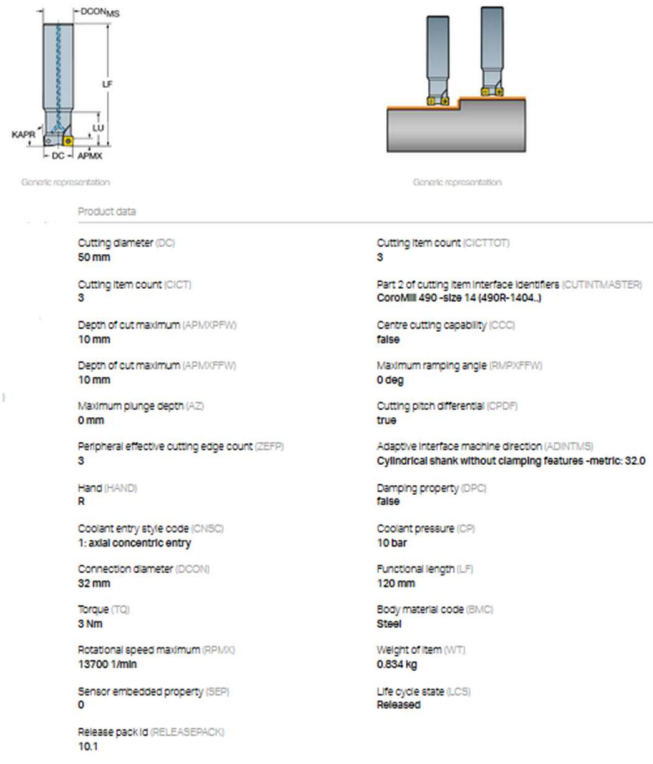 DCONMS
LF
LU
KAPR
DC
APMX
Generic representation
Generic representation
Product data
Cutting diameter (DC)
50 mm
Cutting item count (CICTTOT)
3
Cutting item count (CICT)
3
Part 2 of cutting item interface identifiers (CUTINTMASTER)
CoroMill 490 -size 14 (490R-1404..)
Depth of cut maximum (APMXPFW)
10 mm
Centre cutting capability (CCC)
false
Depth of cut maximum (APMXFFW)
10 mm
Maximum ramping angle (RMPXFFW)
0 deg
Maximum plunge depth (AZ)
0 mm
Cutting pitch differential (CPDF)
true
Peripheral effective cutting edge count (ZEFP)
3
Adaptive interface machine direction (ADINTMS)
Cylindrical shank without clamping features -metric: 32.0
Hand (HAND)
R
Damping property (DPC)
false
Coolant entry style code (CNSC)
1: axial concentric entry
Coolant pressure (CP)
10 bar
Connection diameter (DCON)
32 mm
Functional length (LF)
120 mm
Torque (TQ)
3 Nm
Body material code (BMC)
Steel
Rotational speed maximum (RPMX)
13700 1/min
Weight of item (WT)
0.834 kg
Sensor embedded property (SEP)
0
Life cycle state (LCS)
Released
Release pack id (RELEASEPACK)
10.1